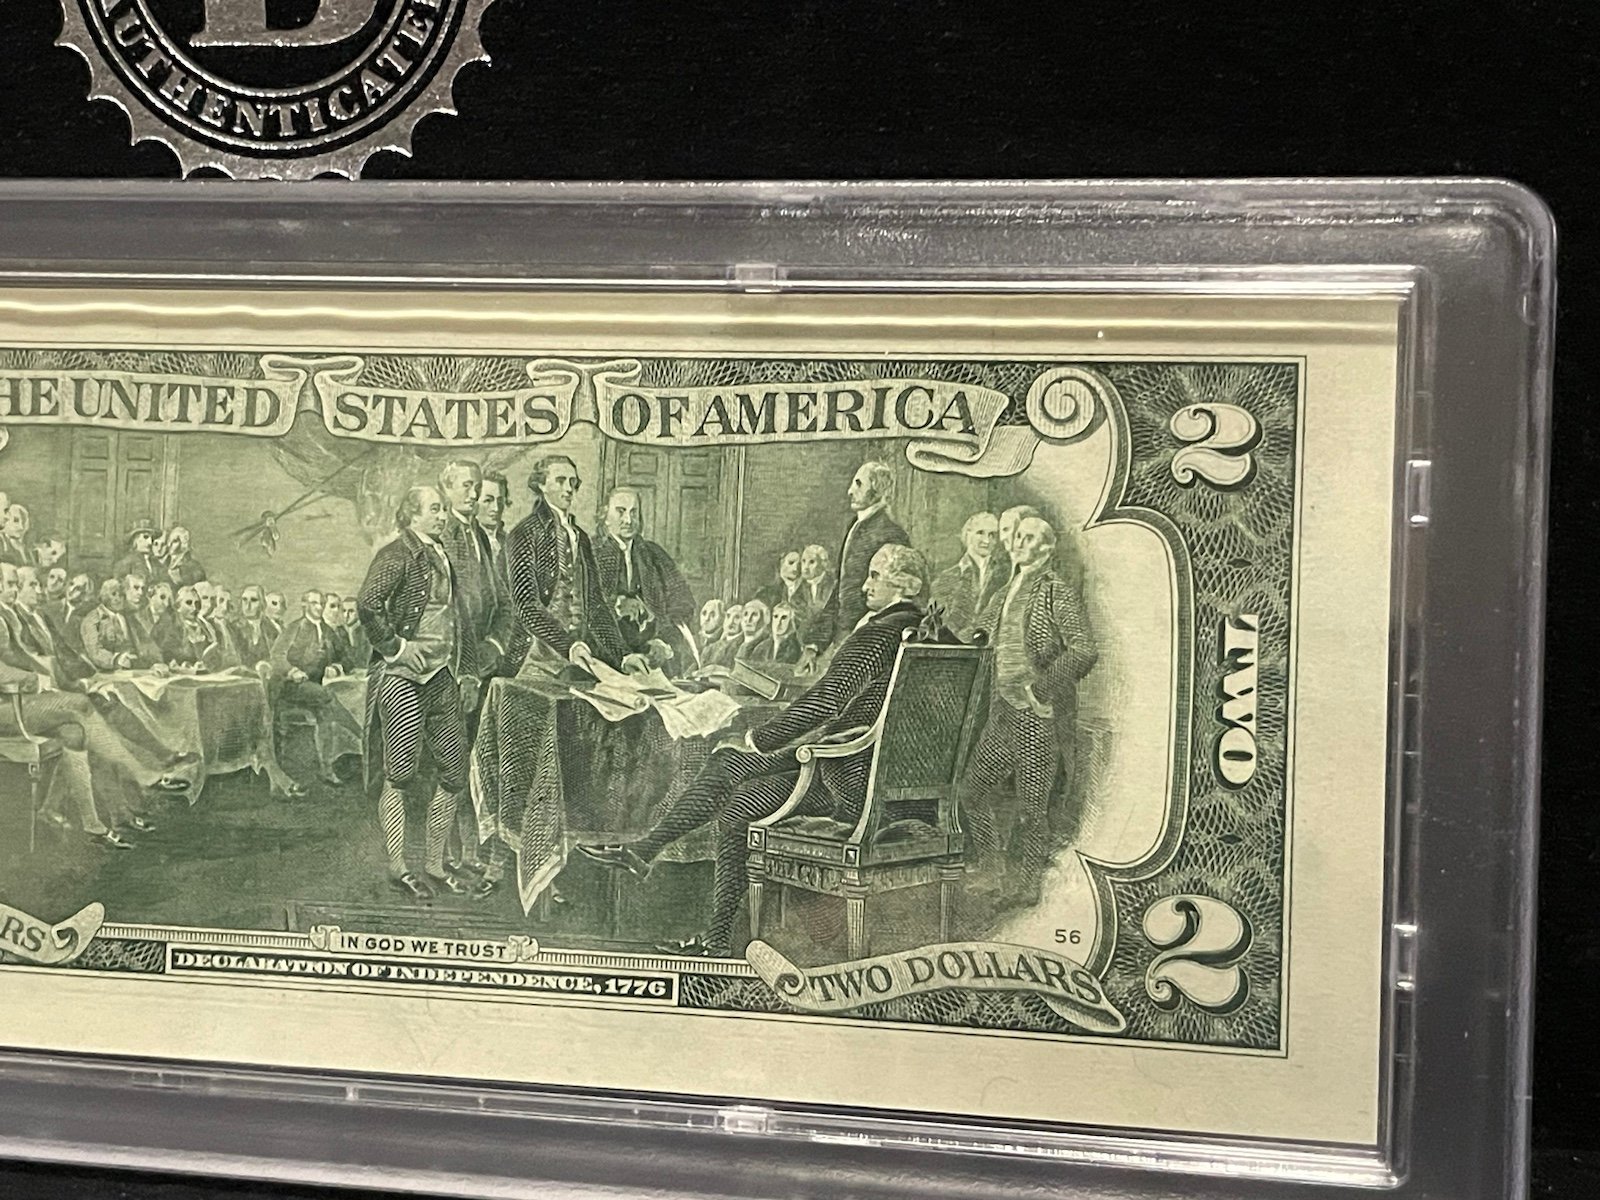 AUTHENTICATE
HE UNITED STATES OF AMERICA
2
TWO
56
RS
IN GOD WE TRUST
DECLARATION OF INDEPENDENCE, 1776
TWO DOLLARS
2